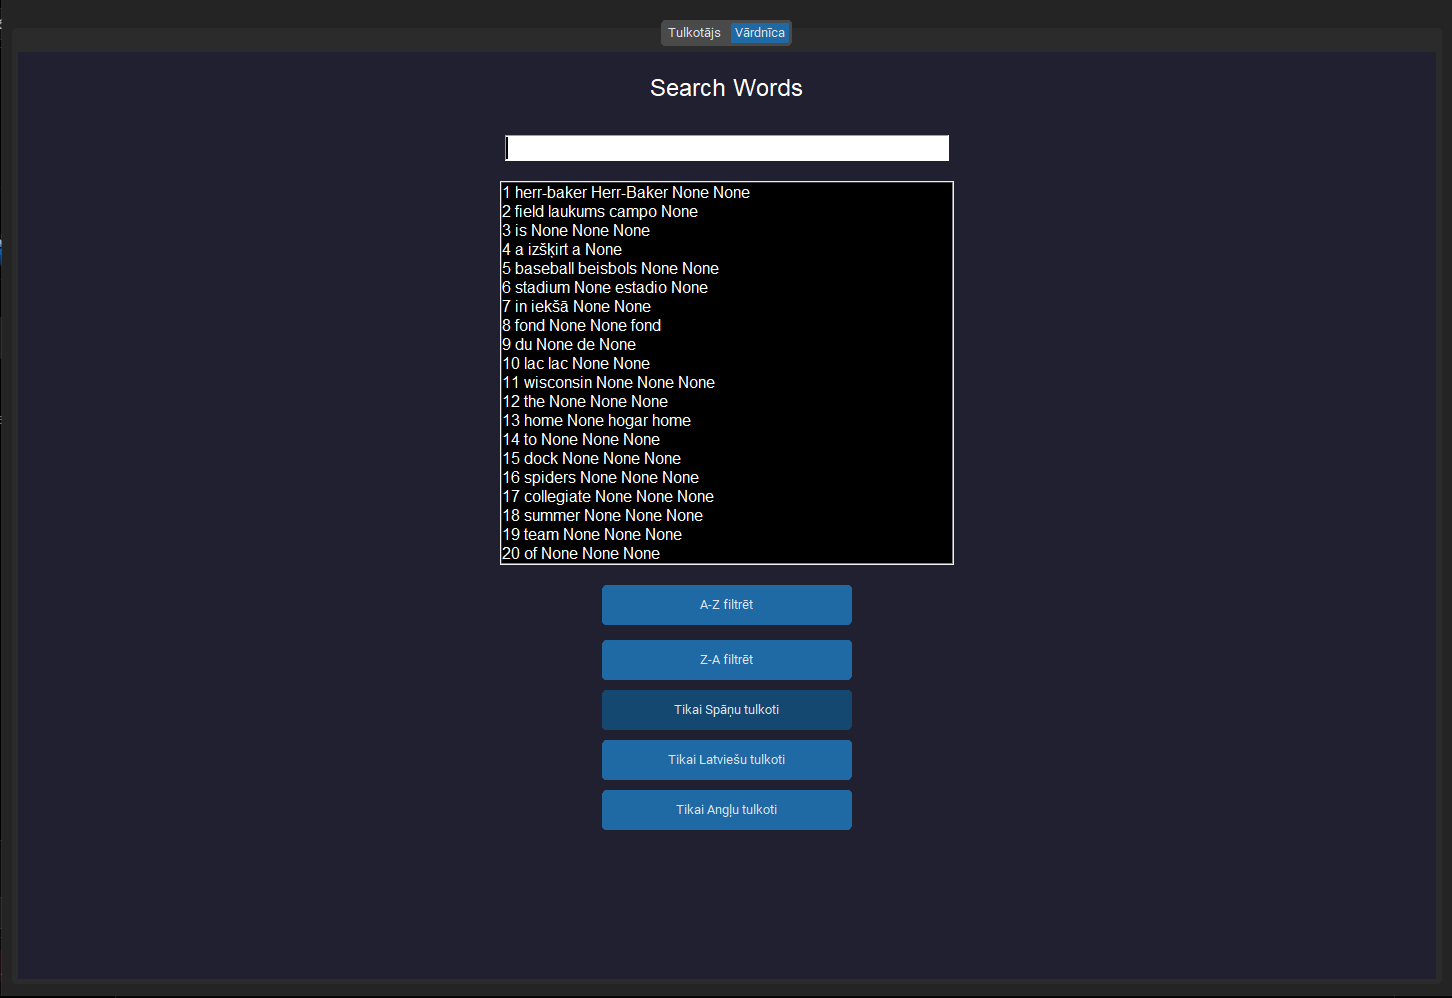 Tulkotājs Vārdnīca
Search Words
1 herr-baker Herr-Baker None None
2 field laukums campo None
3 is None None None
4 a izšķirt a None
5 baseball beisbols None None
6 stadium None estadio None
7 in iekšā None None
8 fond None None fond
9 du None de None
10 lac lac None None
11 wisconsin None None None
12 the None None None
13 home None hogar home
14 to None None None
15 dock None None None
16 spiders None None None
17 collegiate None None None
18 summer None None None
19 team None None None
20 of None None None
A-Z filtrēt
Z-A filtrēt
Tikai Spāņu tulkoti
Tikai Latviešu tulkoti
Tikai Angļu tulkoti